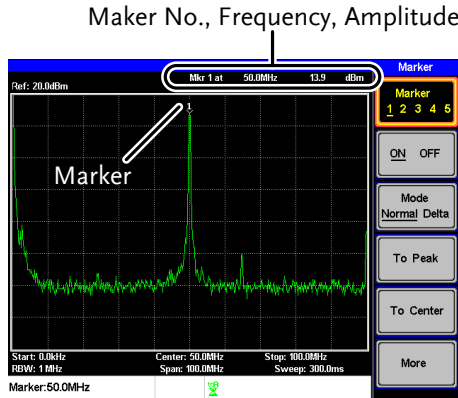 Maker No., Frequency, Amplitude
Marker
Mkr 1 at 50.0MHz 13.9 dBm
Ref: 20.0dBm
Marker
1 2 3 4 5
1
ON OFF
Marker
Mode
Normal Delta
To Peak
To Center
More
Start: 0.0kHz Center: 50.0MHz Stop: 100.0MHz
RBW: 1 MHz Span: 100.0MHz Sweep: 300.0ms
Marker:50.0MHz